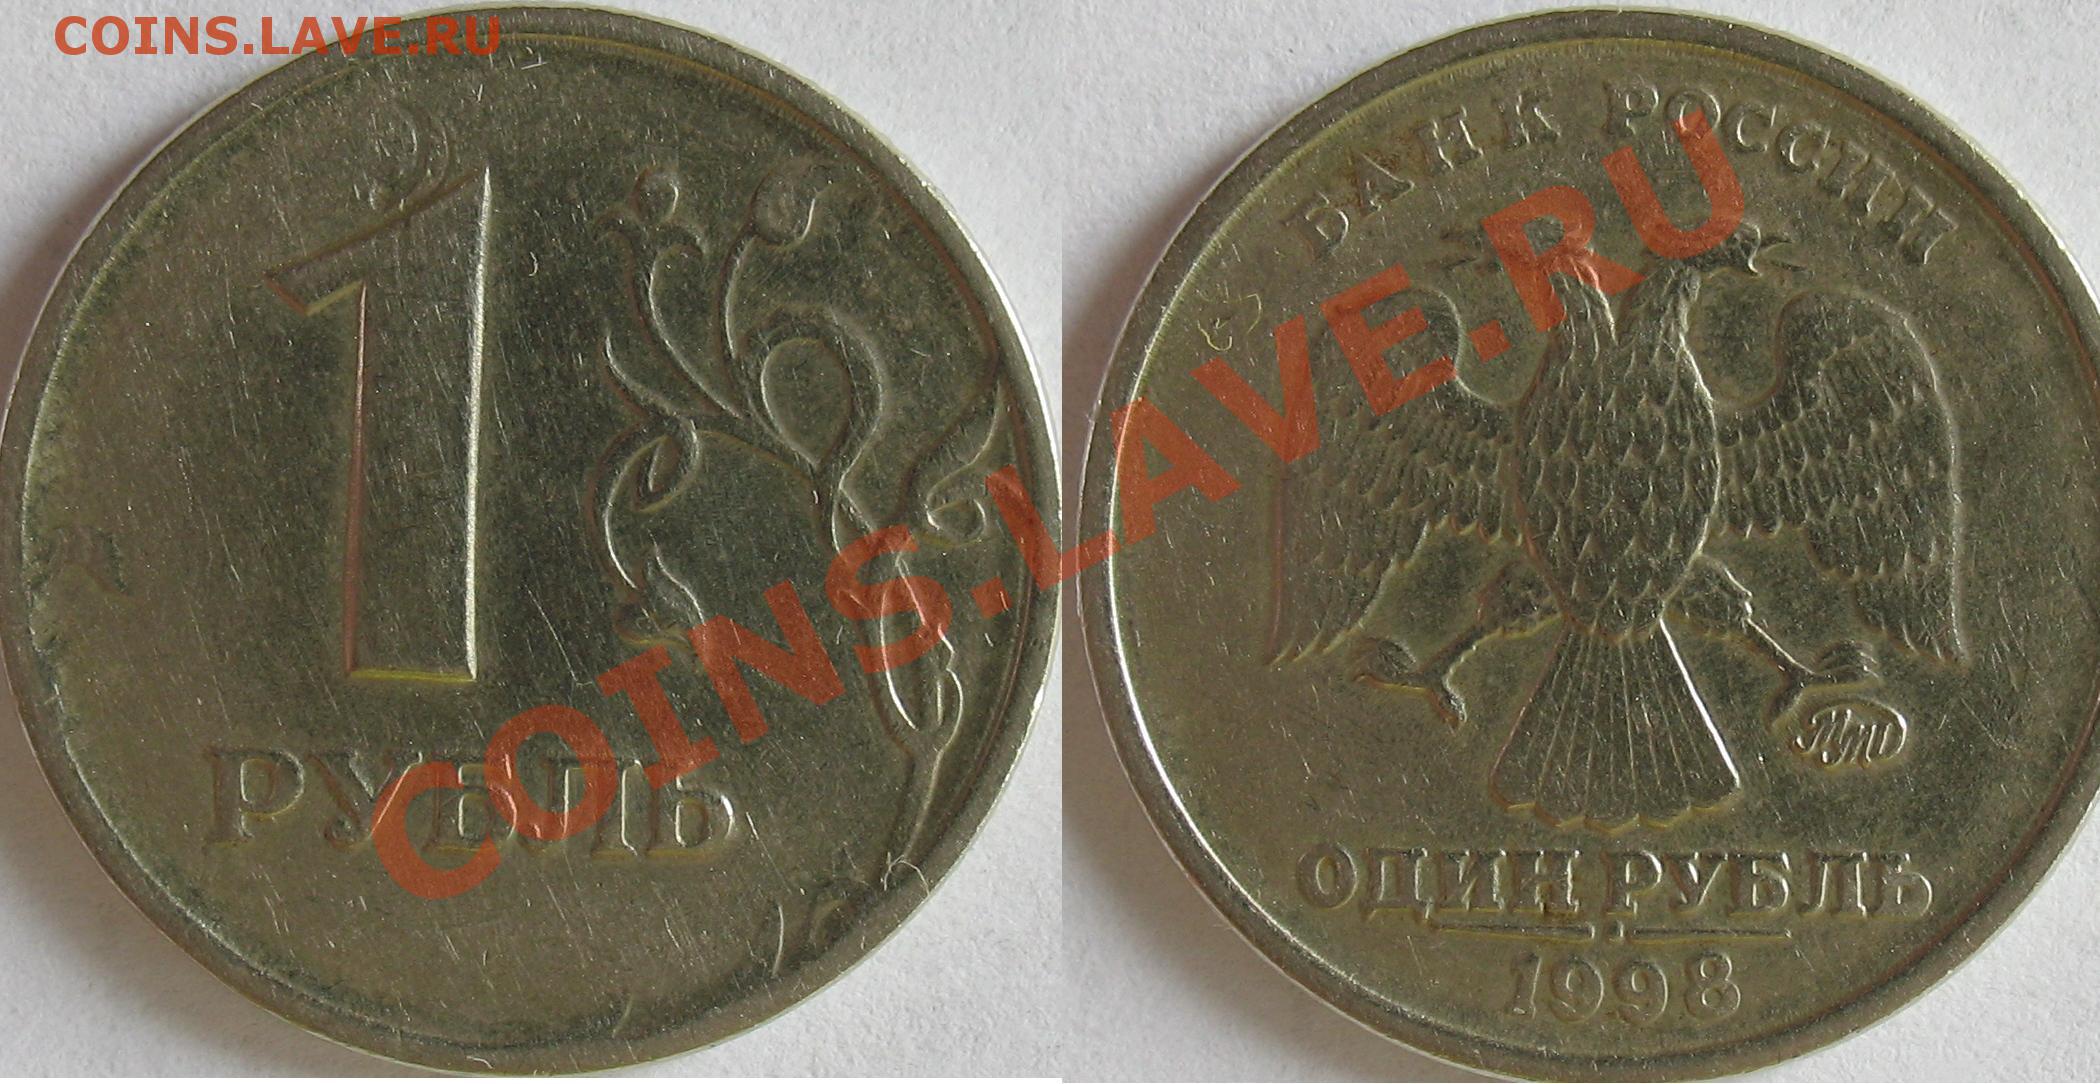 COINS.LAVE.RU
1
РУБЛЬ
БАНК РОССИИ
ММД
ОДИН РУБЛЬ
1998
COINS.LAVE.RU